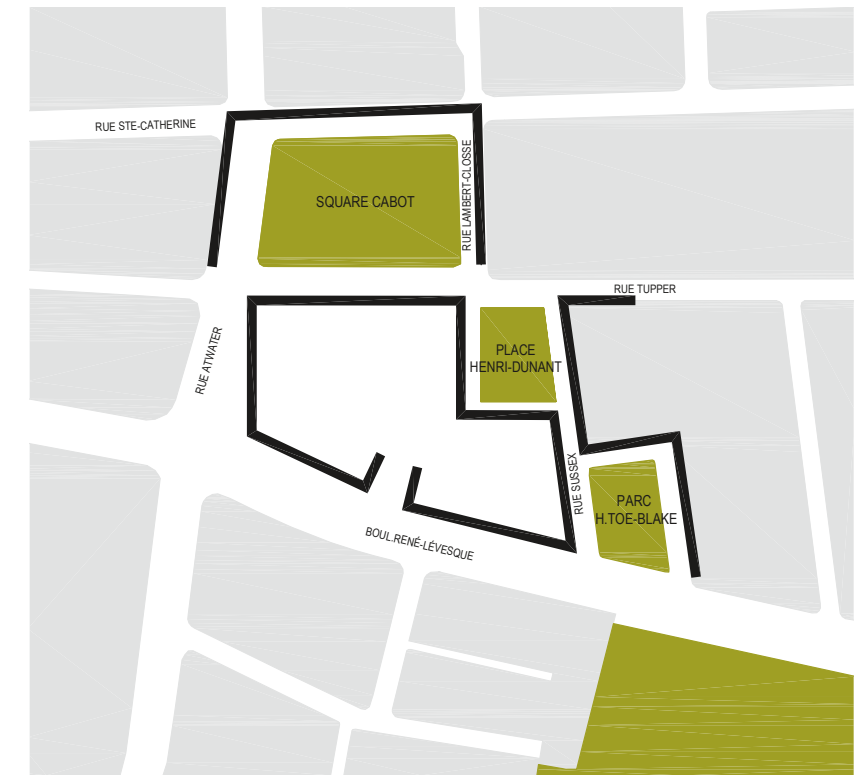 RUE STE-CATHERINE
SQUARE CABOT
RUE LAMBERT-CLOSSE
RUE TUPPER
RUE ATWATER
PLACE
HENRI-DUNANT
RUE SUSSEX
PARC
H.TOE-BLAKE
BOUL.RENÉ-LÉVESQUE